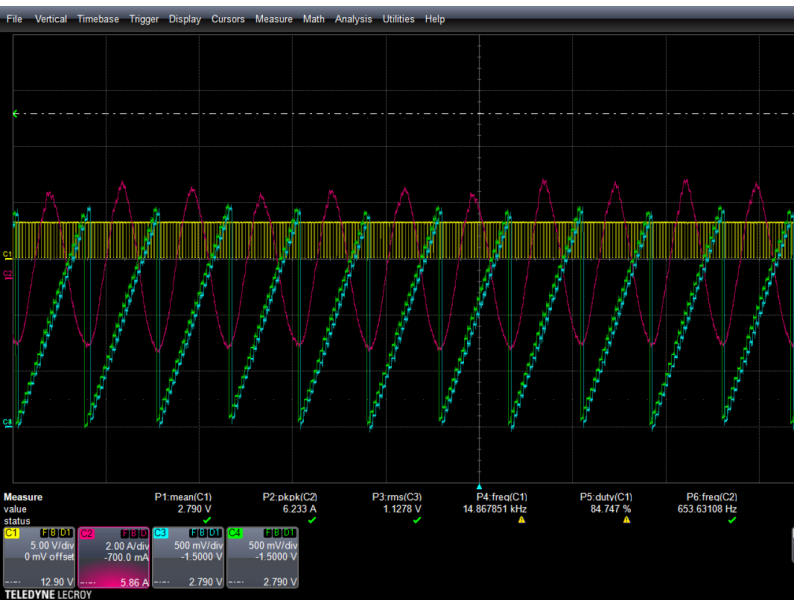 File Vertical Timebase Trigger Display Cursors Measure Math Analysis Utilities Help
C1
C2
C3
Measure P1:mean(C1) P2:pkpk(C2) P3:rms(C3) P4:freq(C1) P5:duty(C1) P6:freq(C2)
value 2.790 V 6.233 A 1.1278 V 14.867851 kHz 84.747 % 653.63108 Hz
status
C1 F B D1 C2 F B D C3 F B D1 C4 F B D1
5.00 V/div 2.00 A/div 500 mV/div 500 mV/div
0 mV offset -700.0 mA -1.5000 V -1.5000 V
12.90 V 5.86 A 2.790 V 2.790 V
TELEDYNE LECROY